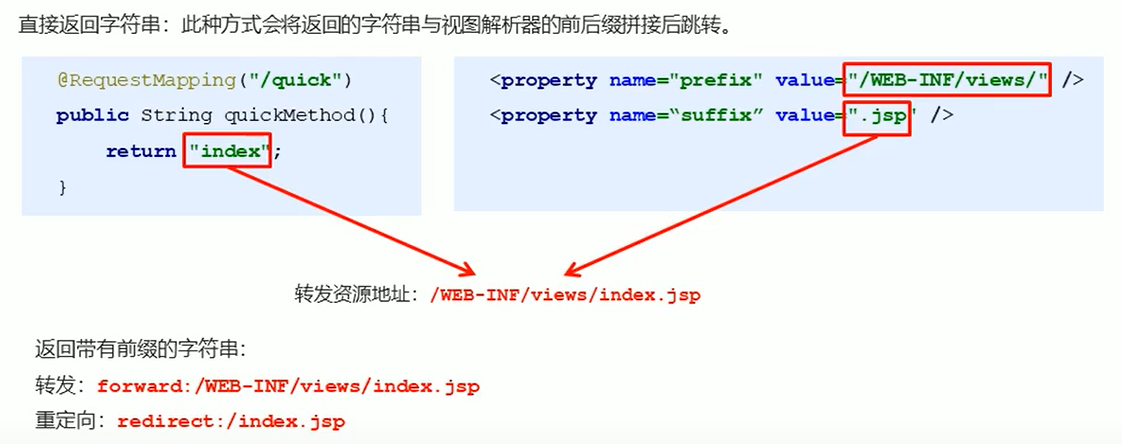 直接返回字符串：此种方式会将返回的字符串与视图解析器的前后缀拼接后跳转。
@RequestMapping("/quick")
public String quickMethod(){
return "index";
}
<property name="prefix" value="/WEB-INF/views/" />
<property name=“suffix” value=".jsp" />
转发资源地址：/WEB-INF/views/index.jsp
返回带有前缀的字符串：
转发：forward:/WEB-INF/views/index.jsp
重定向：redirect:/index.jsp